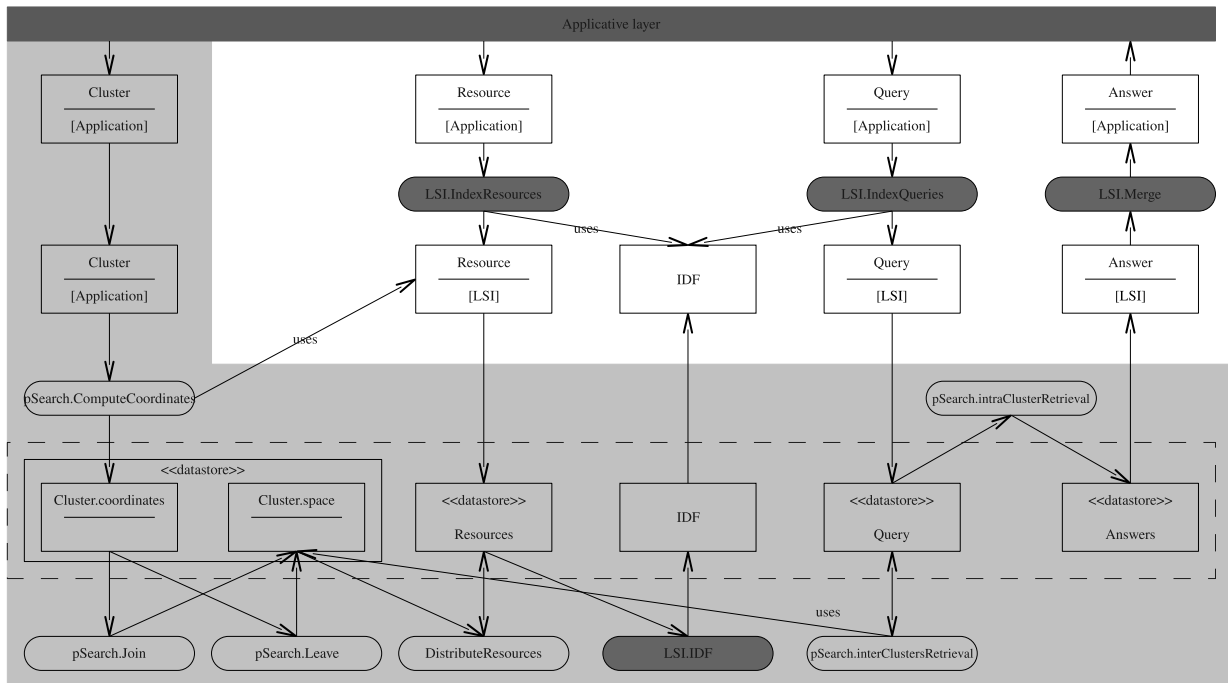 Applicative layer
Cluster
Resource
Query
Answer
[Application]
[Application]
[Application]
[Application]
LSI.IndexResources
LSI.IndexQueries
LSI.Merge
uses
uses
Cluster
Resource
IDF
Query
Answer
[Application]
[LSI]
[LSI]
[LSI]
uses
pSearch.ComputeCoordinates
pSearch.intraClusterRetrieval
<<datastore>>
Cluster.coordinates
Cluster.space
<<datastore>>
Resources
IDF
<<datastore>>
Query
<<datastore>>
Answers
uses
pSearch.Join
pSearch.Leave
DistributeResources
LSI.IDF
pSearch.interClustersRetrieval